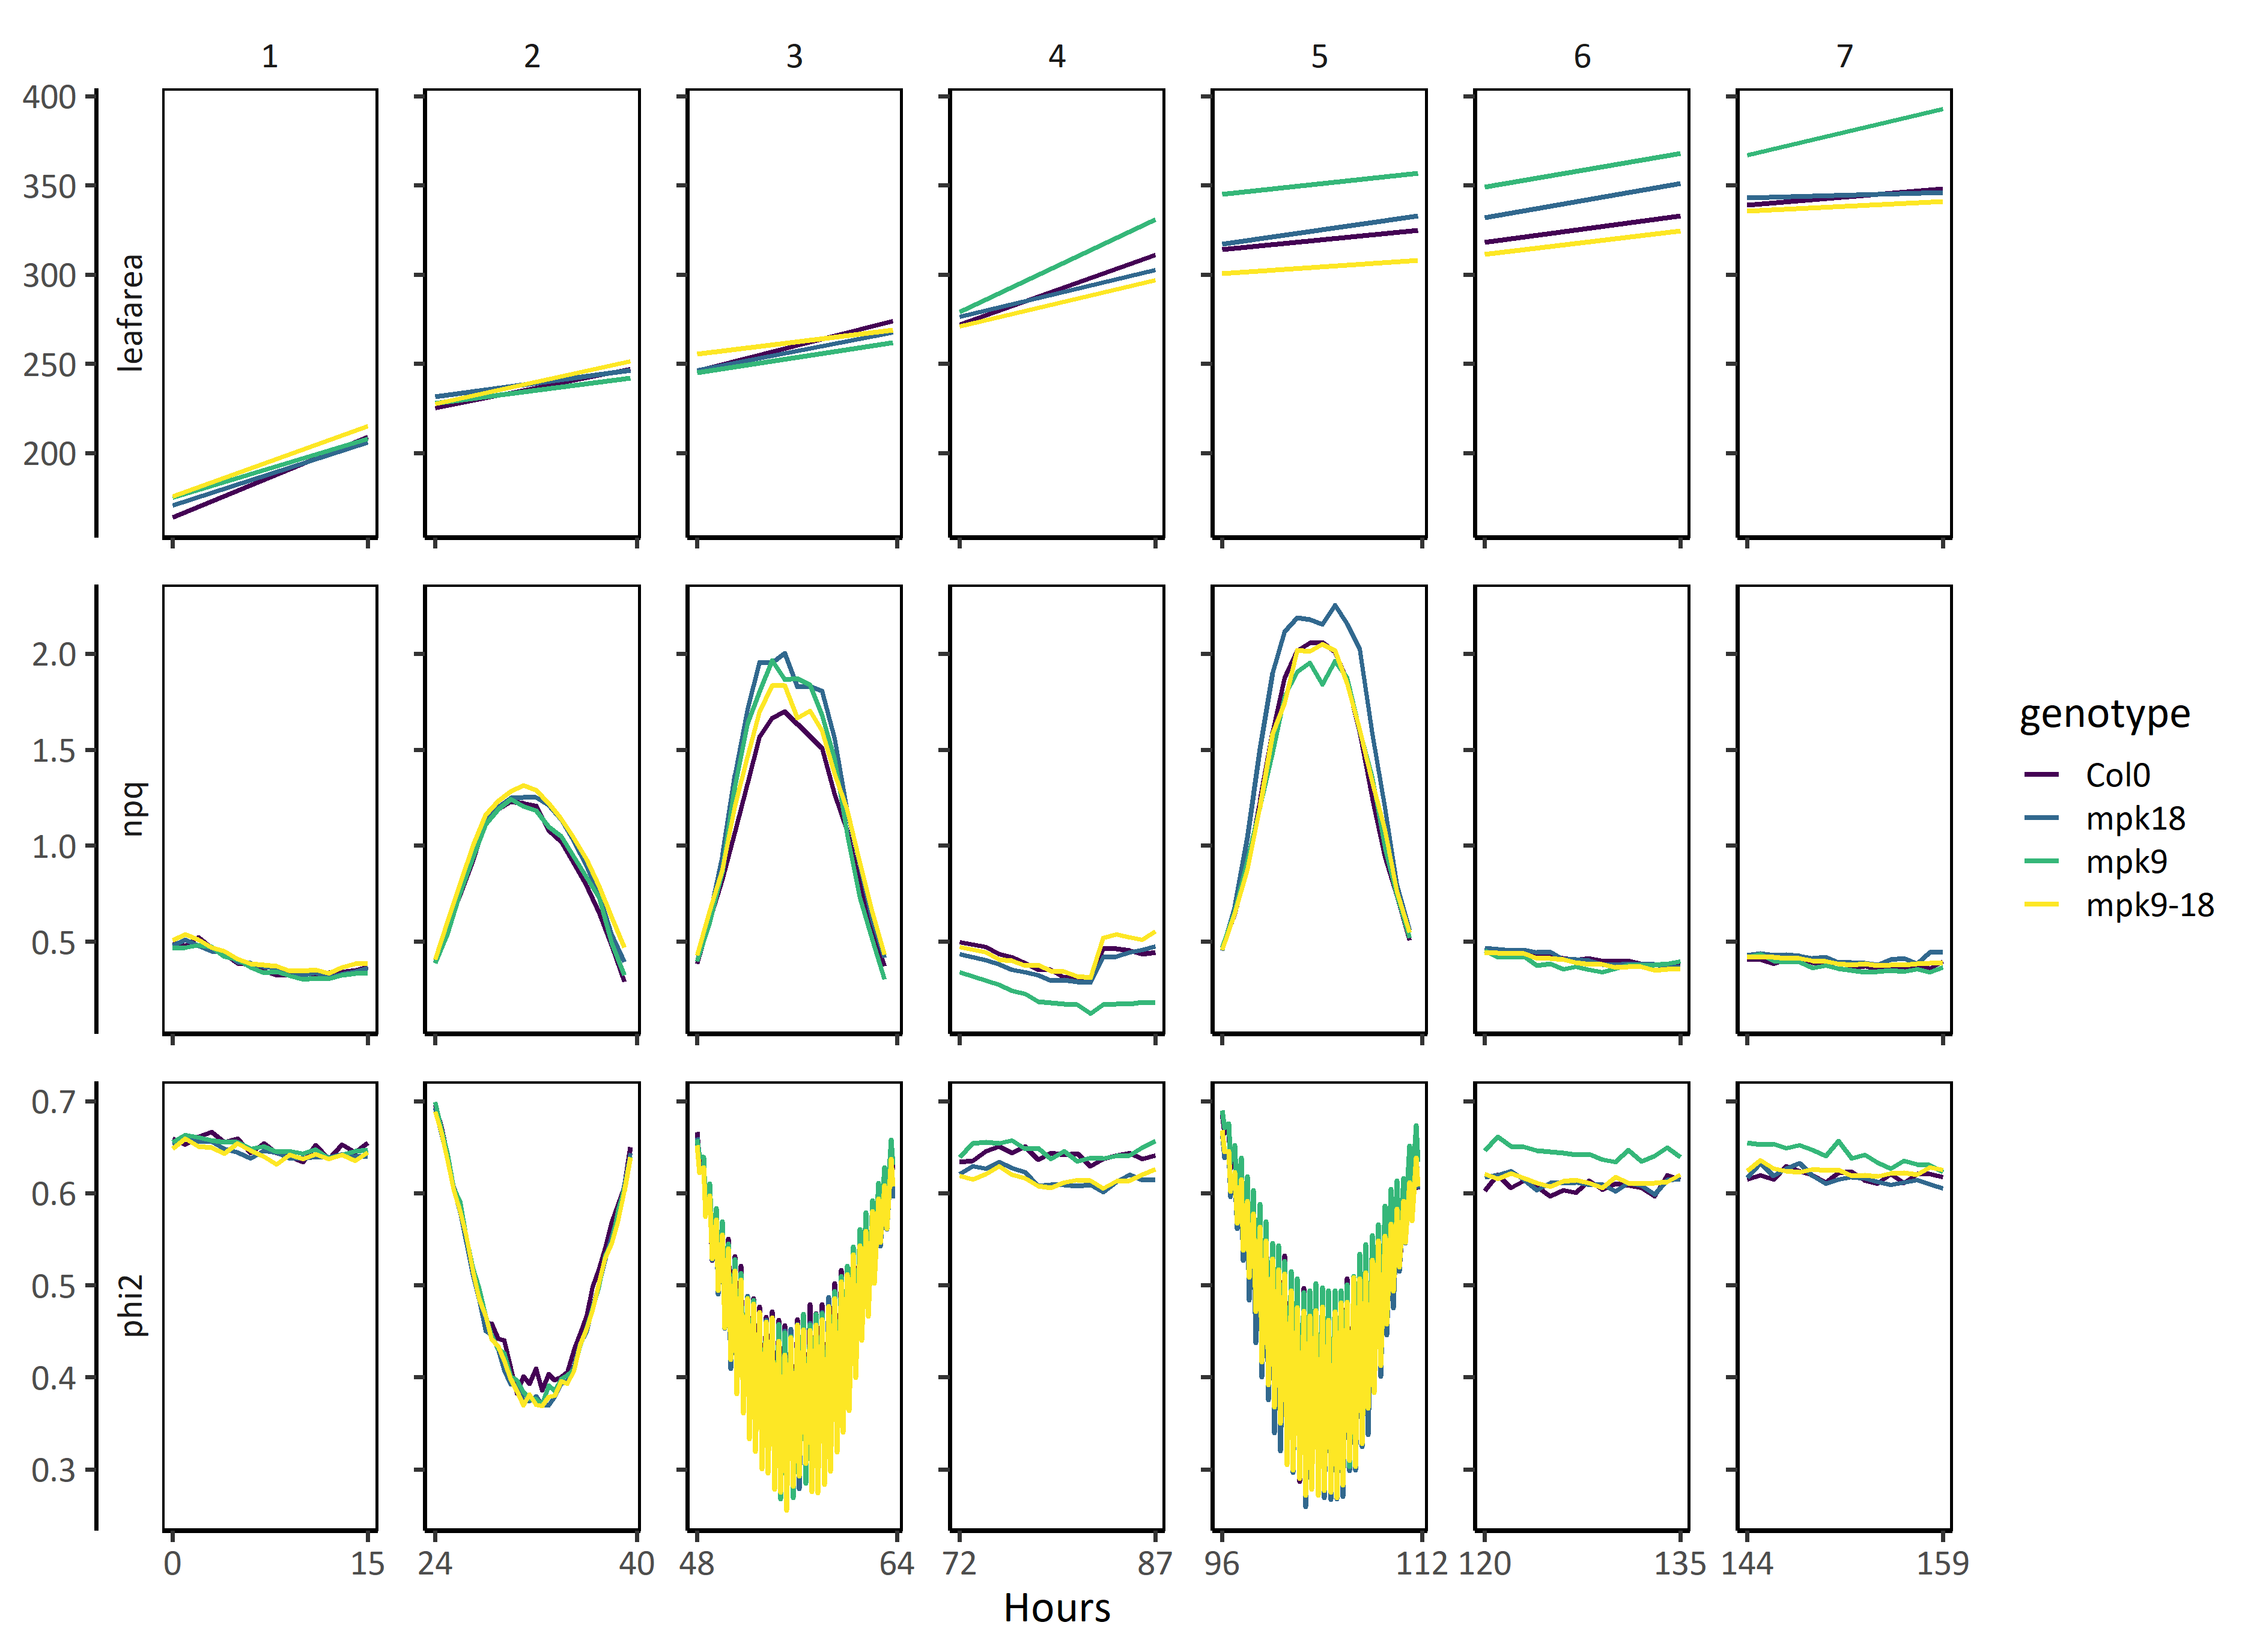 1 2 3 4 5 6 7
leafarea
400
350
300
250
200
npq
2.0
1.5
1.0
0.5
phi2
0.7
0.6
0.5
0.4
0.3
0 15 24 40 48 64 72 87 96 112 120 135 144 159
Hours
genotype
Col0
mpk18
mpk9
mpk9-18